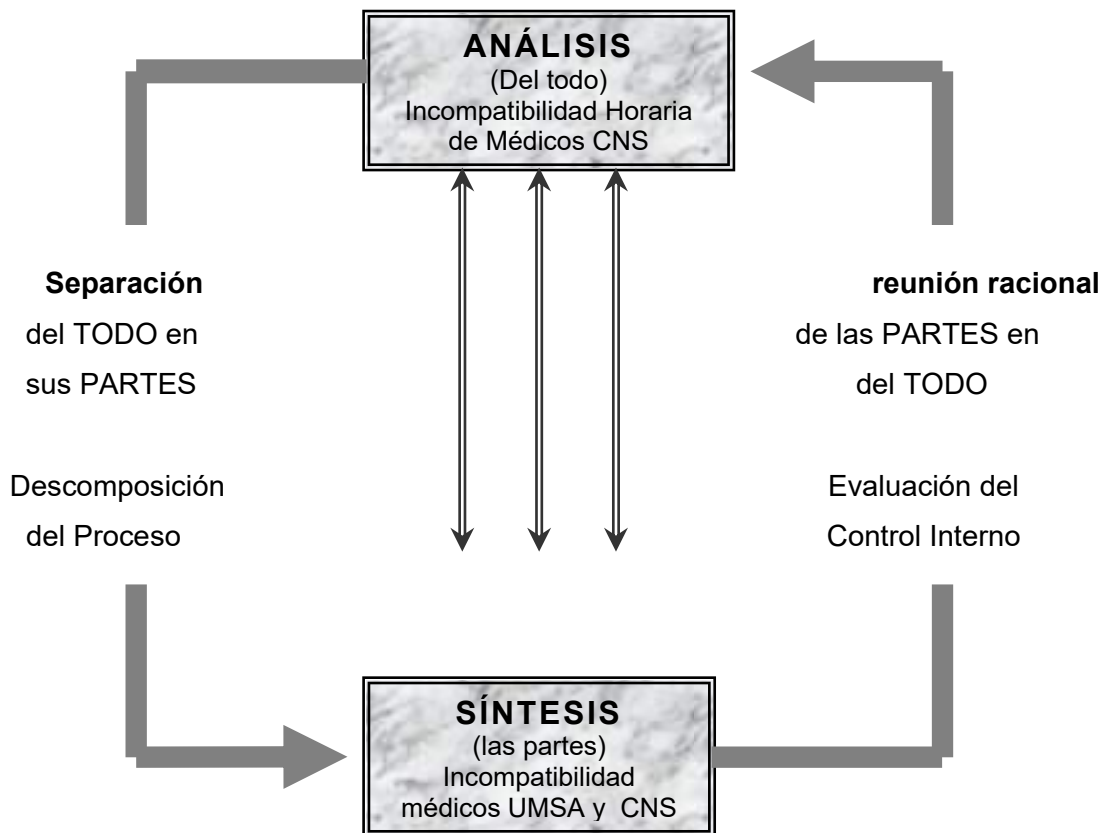 ANÁLISIS
(Del todo)
Incompatibilidad Horaria
de Médicos CNS
Separación
del TODO en
sus PARTES
Descomposición
del Proceso
reunión racional
de las PARTES en
del TODO
Evaluación del
Control Interno
SÍNTESIS
(las partes)
Incompatibilidad
médicos UMSA y CNS